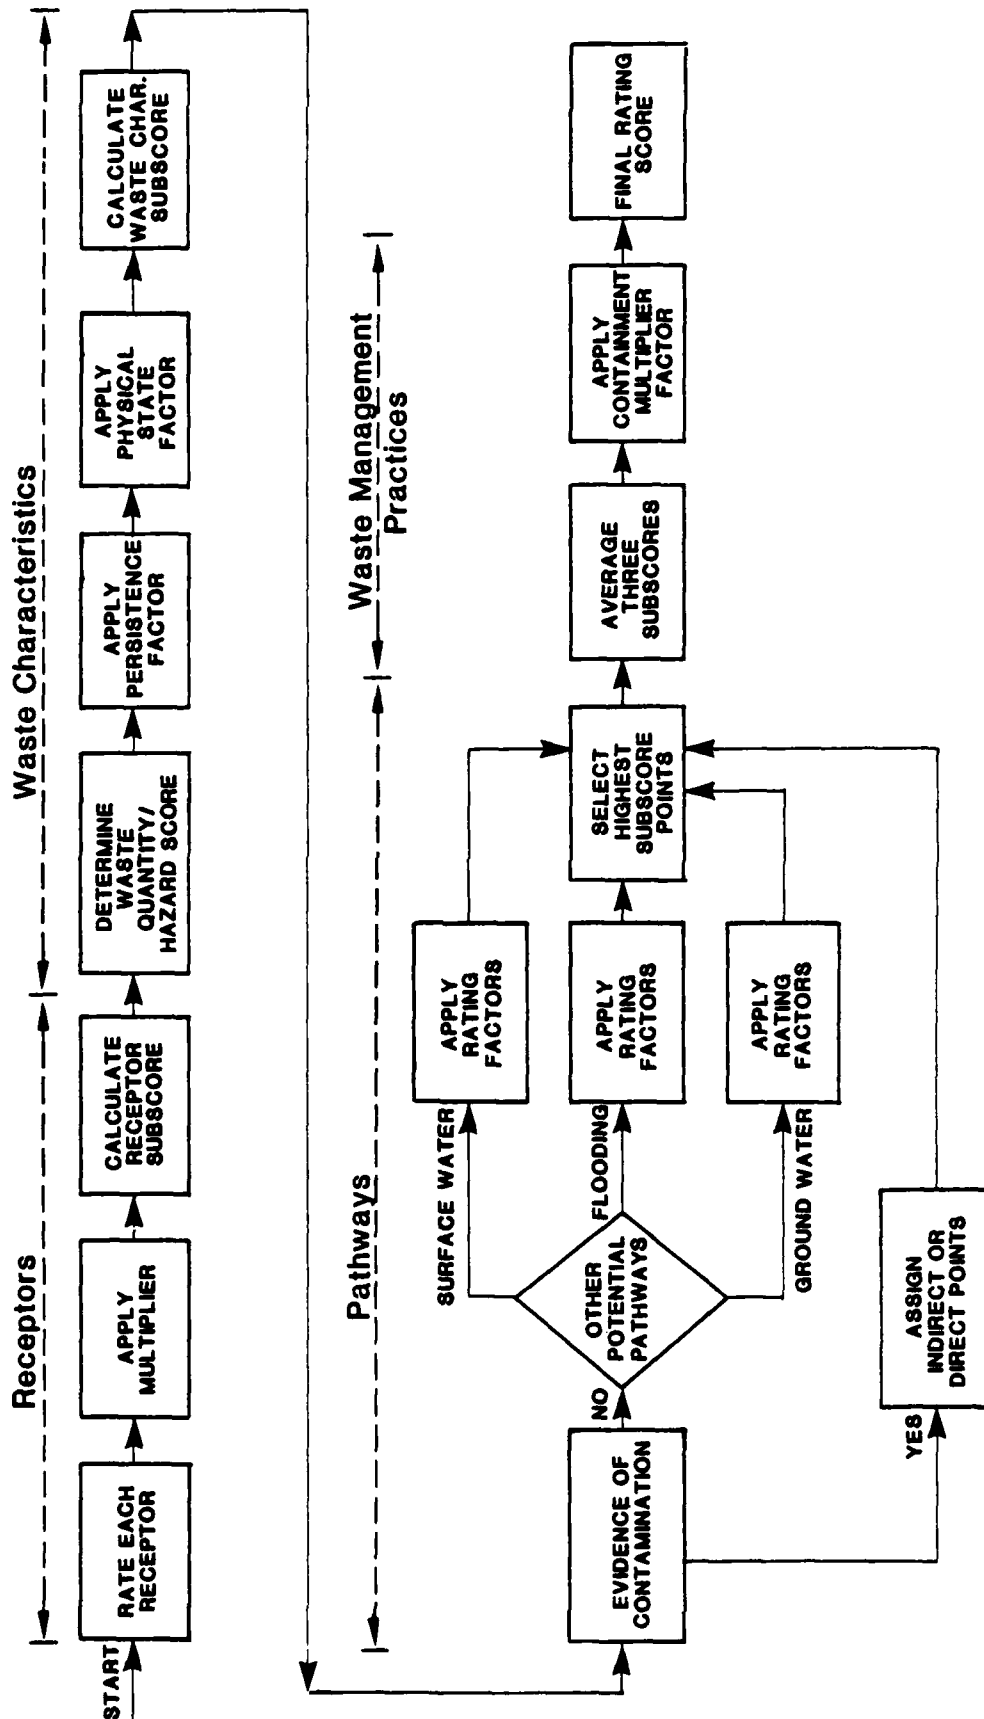 Receptors
Waste Characteristics
START
RATE EACH
RECEPTOR
APPLY
MULTIPLIER
CALCULATE
RECEPTOR
SUBSCORE
DETERMINE
WASTE
QUANTITY/
HAZARD SCORE
APPLY
PERSISTENCE
FACTOR
APPLY
PHYSICAL
STATE
FACTOR
CALCULATE
WASTE CHAR.
SUBSCORE
Pathways
Waste Management
Practices
EVIDENCE OF
CONTAMINATION
NO
YES
OTHER
POTENTIAL
PATHWAYS
SURFACE WATER
APPLY
RATING
FACTORS
FLOODING
APPLY
RATING
FACTORS
GROUND WATER
APPLY
RATING
FACTORS
ASSIGN
INDIRECT OR
DIRECT POINTS
SELECT
HIGHEST
SUBSCORE
POINTS
AVERAGE
THREE
SUBSCORES
APPLY
CONTAINMENT
MULTIPLIER
FACTOR
FINAL RATING
SCORE